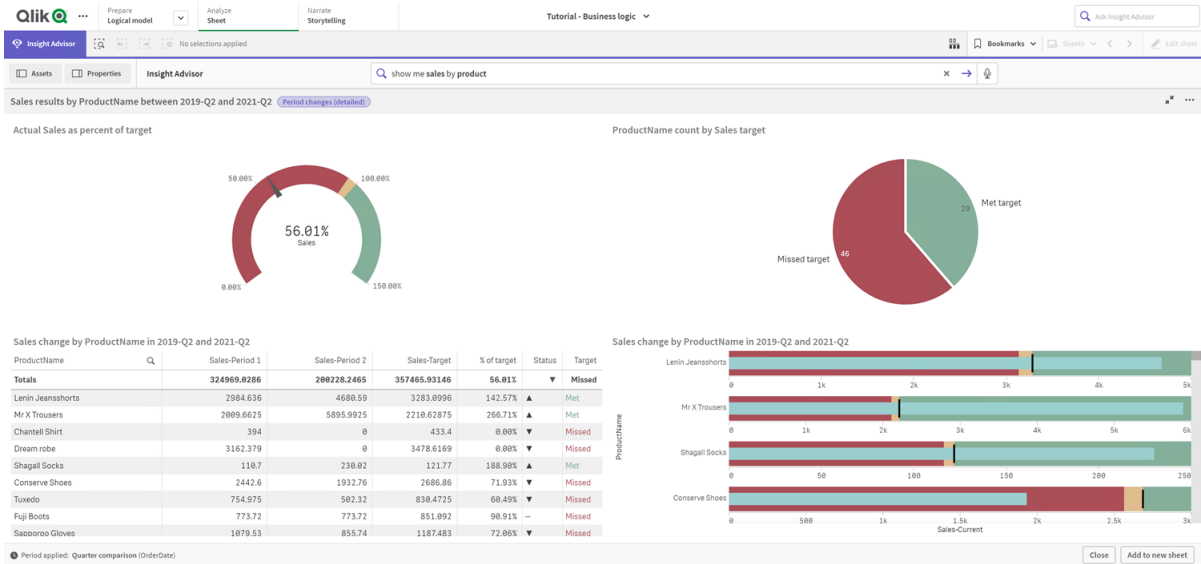 Qlik
Prepare
Logical model
Analyze
Sheet
Narrate
Storytelling
Tutorial - Business logic
Ask Insight Advisor
Insight Advisor
No selections applied
Bookmarks
Sheets
Edit sheet
Assets
Properties
Insight Advisor
show me sales by product
Sales results by ProductName between 2019-Q2 and 2021-Q2
Period changes (detailed)
Actual Sales as percent of target
50.00%
100.00%
56.01%
Sales
0.00%
150.00%
ProductName count by Sales target
29
Met target
Missed target
46
Sales change by ProductName in 2019-Q2 and 2021-Q2
ProductName Sales-Period 1 Sales-Period 2 Sales-Target % of target Status Target
Totals 324969.0286 200228.2465 357465.93146 56.01% ▼ Missed
Lenin Jeansshorts 2984.636 4680.59 3283.0996 142.57% ▲ Met
Mr X Trousers 2009.6625 5895.9925 2210.62875 266.71% ▲ Met
Chantell Shirt 394 0 433.4 0.00% ▼ Missed
Dream robe 3162.379 0 3478.6169 0.00% ▼ Missed
Shagall Socks 110.7 230.02 121.77 188.90% ▲ Met
Conserve Shoes 2442.6 1932.76 2686.86 71.93% ▼ Missed
Tuxedo 754.975 502.32 830.4725 60.49% ▼ Missed
Fuji Boots 773.72 773.72 851.092 90.91% -- Missed
Sapporoo Gloves 1079.53 855.74 1187.483 72.06% ▼ Missed
Sales change by ProductName in 2019-Q2 and 2021-Q2
ProductName
Lenin Jeansshorts
0 1k 2k 3k 4k 5k
Mr X Trousers
0 1k 2k 3k 4k 5k 6k
Shagall Socks
0 50 100 150 200 250
Conserve Shoes
0 500 1k 1.5k 2k 2.5k 3k
Sales-Current
Period applied: Quarter comparison (OrderDate)
Close
Add to new sheet